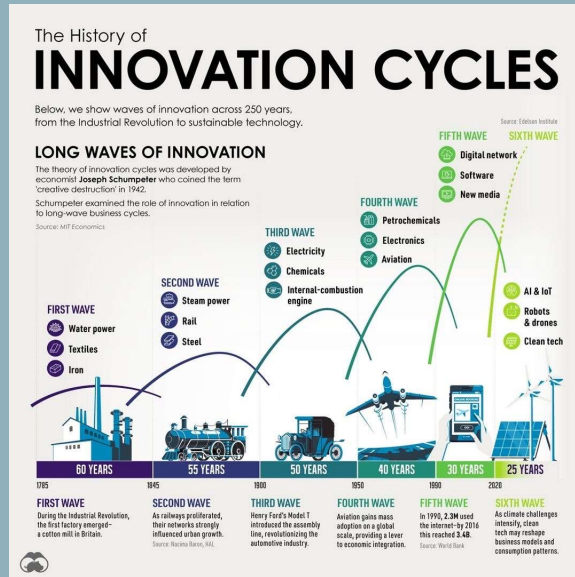 The History of
INNOVATION CYCLES
Below, we show waves of innovation across 250 years,
from the Industrial Revolution to sustainable technology.
Source: Edelson Institute
LONG WAVES OF INNOVATION
The theory of innovation cycles was developed by
economist Joseph Schumpeter who coined the term
'creative destruction' in 1942.
Schumpeter examined the role of innovation in relation
to long-wave business cycles.
Source: MIT Economics
FIRST WAVE
Water power
Textiles
Iron
SECOND WAVE
Steam power
Rail
Steel
THIRD WAVE
Electricity
Chemicals
Internal-combustion
engine
FOURTH WAVE
Petrochemicals
Electronics
Aviation
FIFTH WAVE
Digital network
Software
New media
SIXTH WAVE
AI & IoT
Robots
& drones
Clean tech
60 YEARS
55 YEARS
50 YEARS
40 YEARS
30 YEARS
25 YEARS
1785
1845
1900
1950
1990
2020
FIRST WAVE
During the Industrial Revolution,
the first factory emerged–
a cotton mill in Britain.
SECOND WAVE
As railways proliferated,
their networks strongly
influenced urban growth.
Source: Nacima Baron, HAL
THIRD WAVE
Henry Ford's Model T
introduced the assembly
line, revolutionizing the
automotive industry.
FOURTH WAVE
Aviation gains mass
adoption on a global
scale, providing a lever
to economic integration.
FIFTH WAVE
In 1990, 2.3M used
the internet–by 2016
this reached 3.4B.
Source: World Bank
SIXTH WAVE
As climate challenges
intensify, clean
tech may reshape
business models and
consumption patterns.